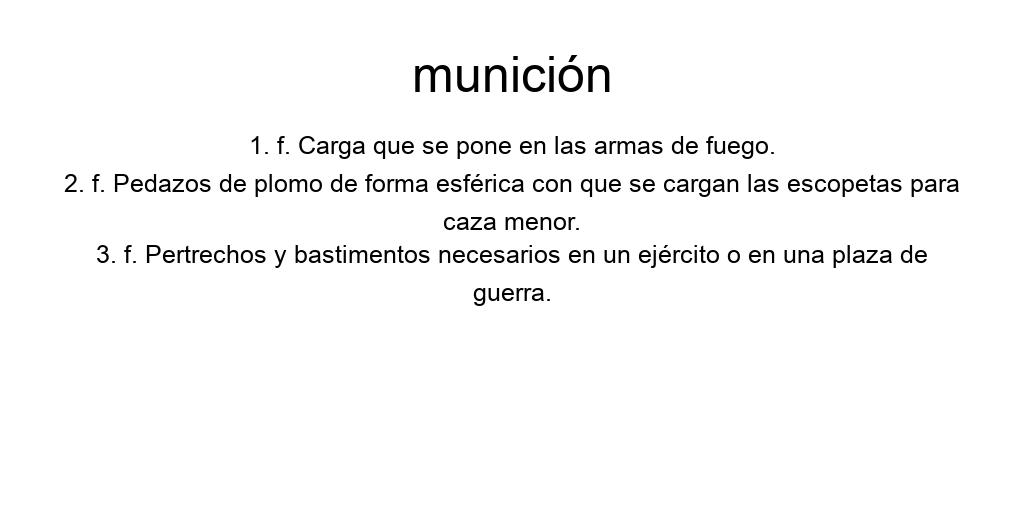 munición
1. f. Carga que se pone en las armas de fuego.
2. f. Pedazos de plomo de forma esférica con que se cargan las escopetas para
caza menor.
3. f. Pertrechos y bastimentos necesarios en un ejército o en una plaza de
guerra.